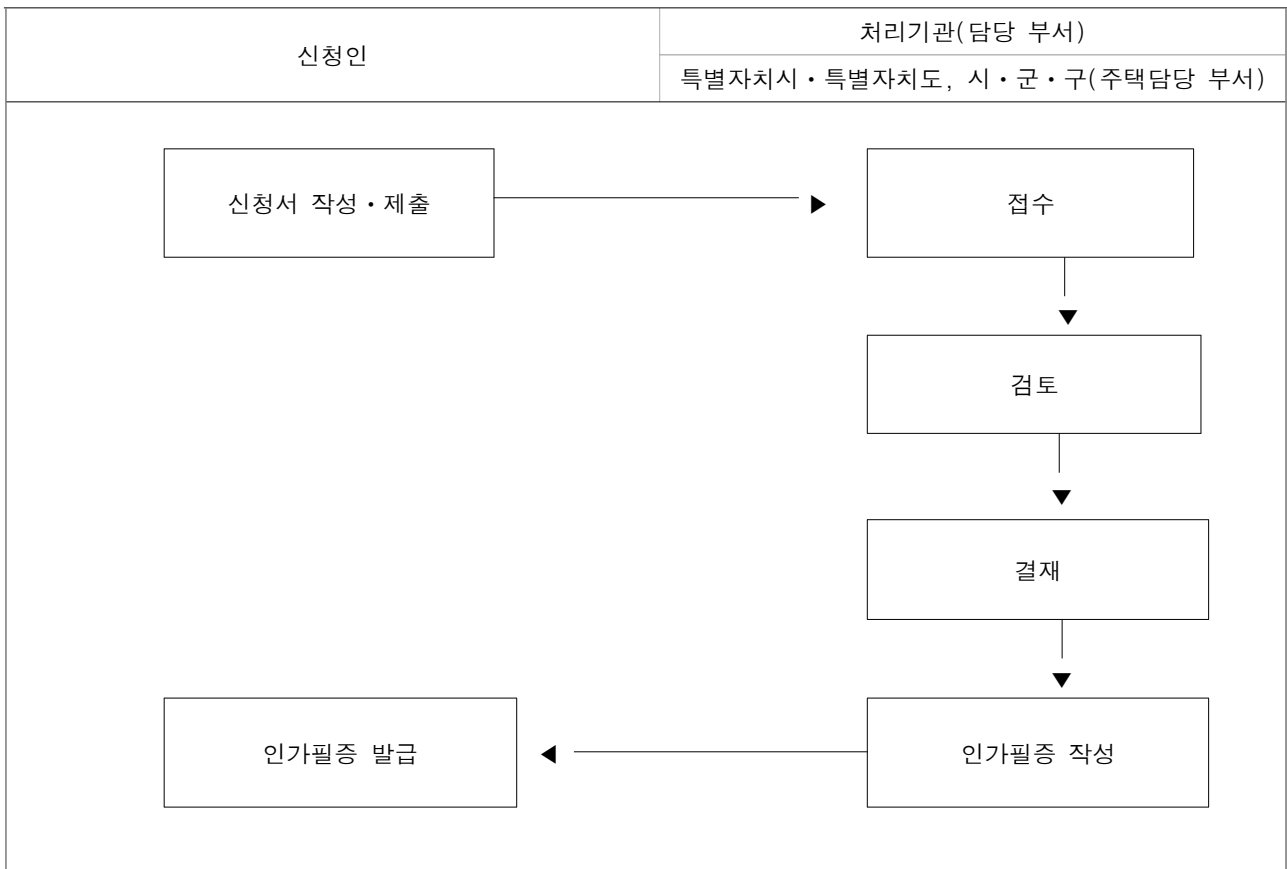 신청인
처리기관(담당 부서)
특별자치시・특별자치도, 시・군・구(주택담당 부서)
신청서 작성・제출
접수
검토
결재
인가필증 발급
인가필증 작성